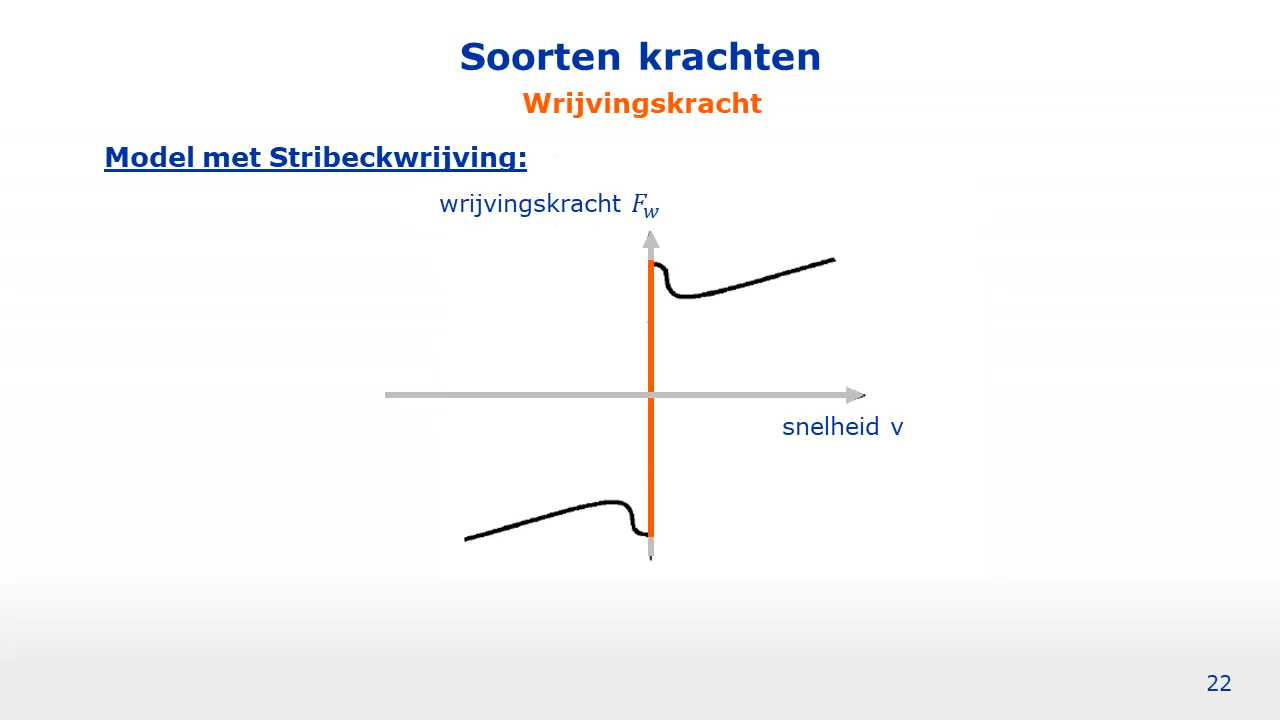 Soorten krachten
Wrijvingskracht
Model met Stribeckwrijving:
wrijvingskracht F_w
snelheid v
22